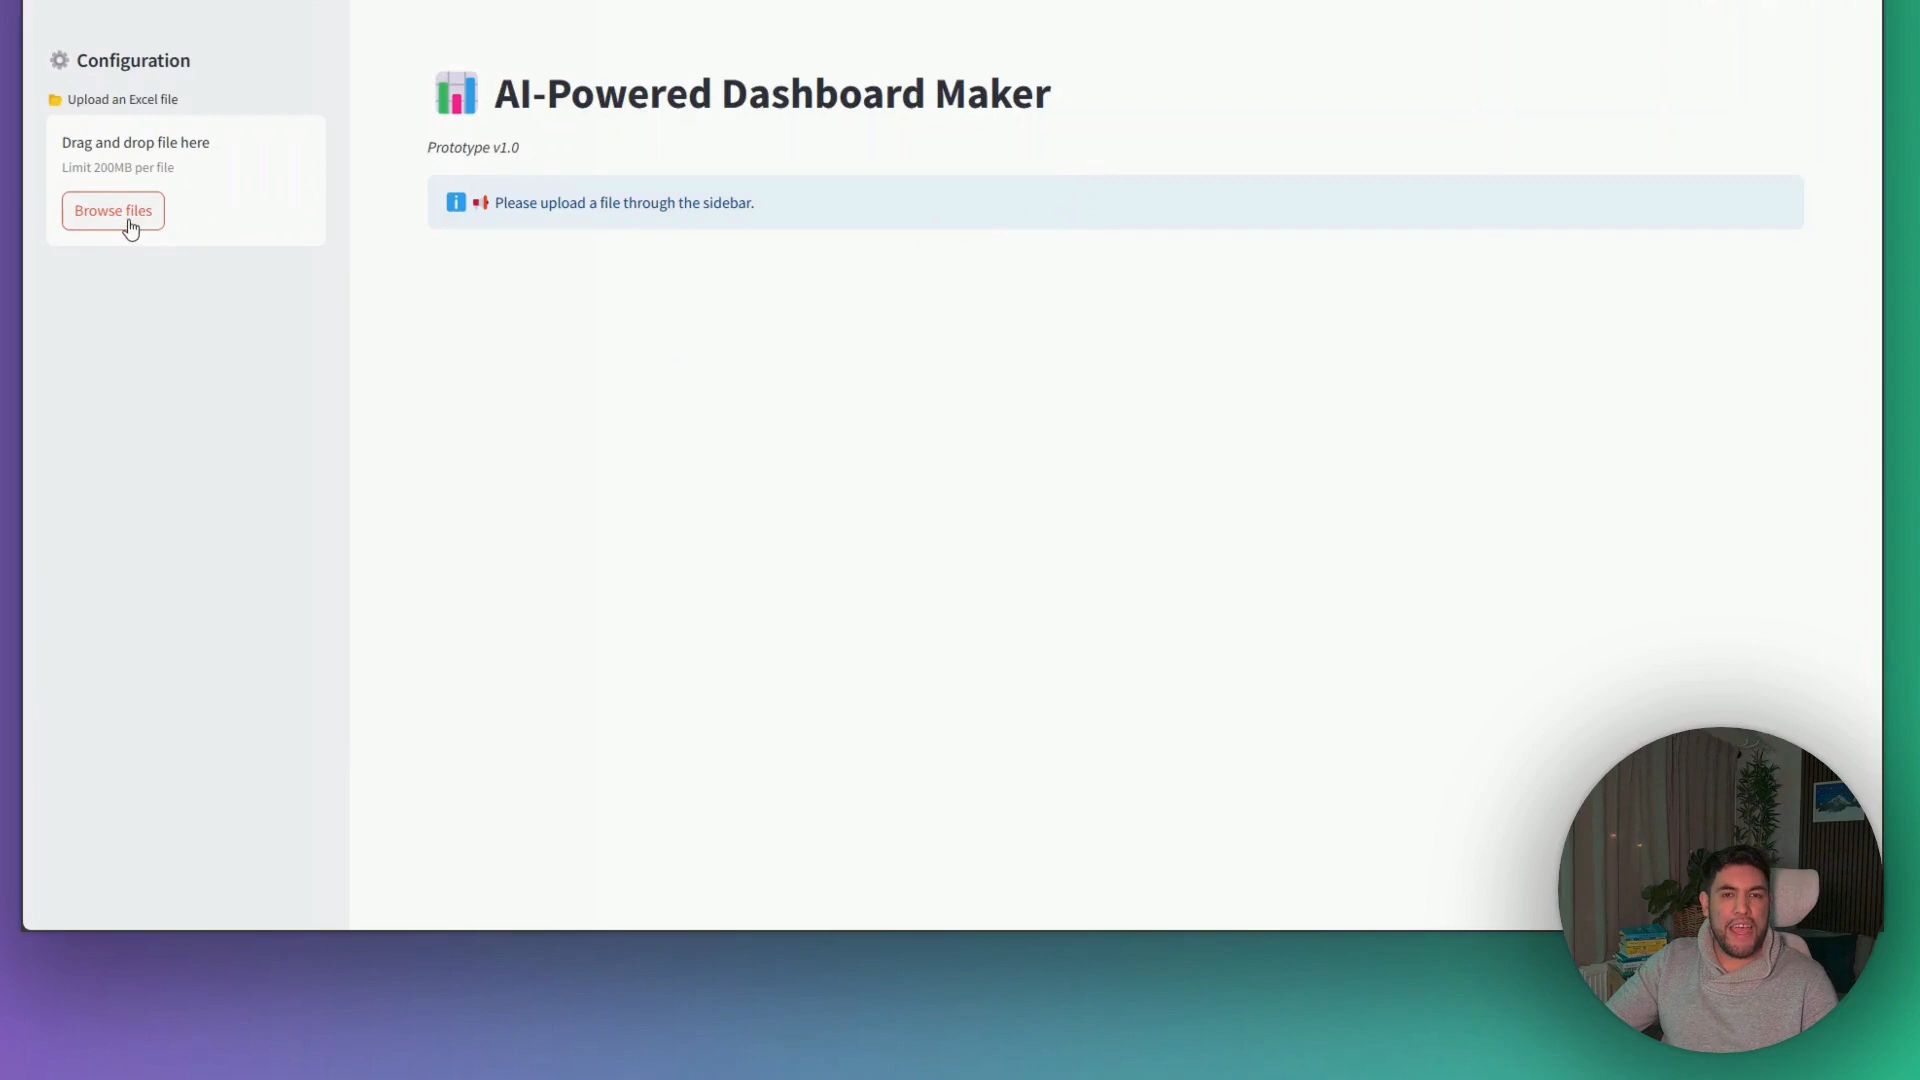 Configuration
Upload an Excel file
Drag and drop file here
Limit 200MB per file
Browse files
AI-Powered Dashboard Maker
Prototype v1.0
Please upload a file through the sidebar.